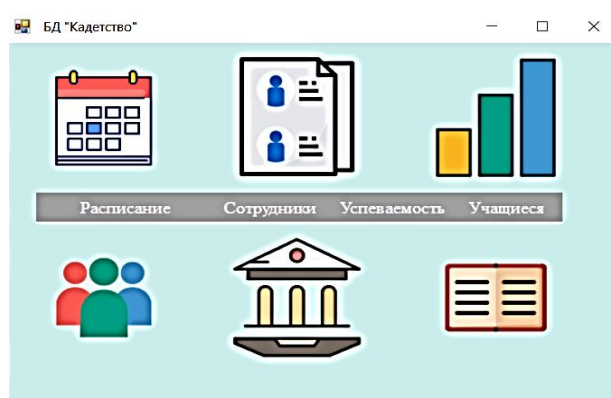 БД "Кадетство"
Расписание Сотрудники Успеваемость Учащиеся